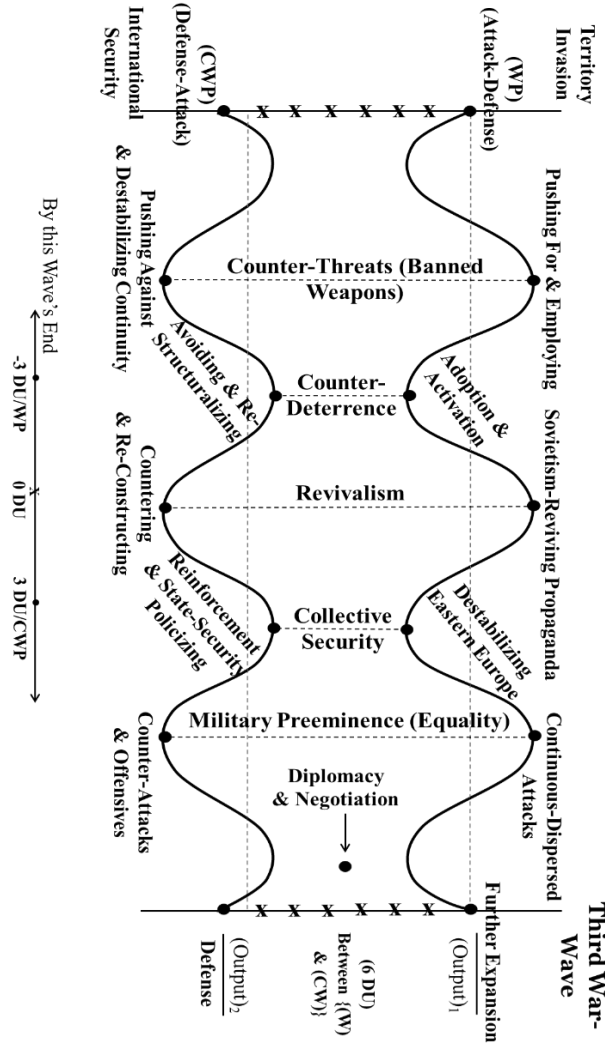 Territory
Invasion
(WP)
(Attack-Defense)
(CWP)
(Defense-Attack)
International
Security
Pushing For & Employing
Counter-Threats (Banned
Weapons)
Pushing Against
& Destabilizing Continuity
Adoption &
Activation
Counter-
Deterrence
Avoiding & Re-
Structuralizing
Sovietism-Reviving Propaganda
Revivalism
Countering
& Re-Constructing
Destabilizing
Eastern Europe
Collective
Security
Reinforcement
& State-Security
Policizing
Continuous-Dispersed
Attacks
Military Preeminence (Equality)
Counter-Attacks
& Offensives
Diplomacy
& Negotiation
Third War-
Wave
Further Expansion
(Output)1
(6 DU)
Between {(W)
& (CW)}
(Output)2
Defense
x x x x x x
x x x x x x
By this Wave's End
-3 DU/WP
x
0 DU
3 DU/CWP